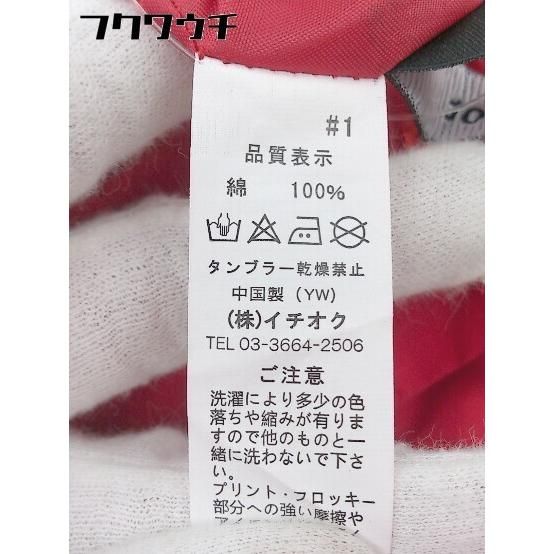 フクワウチ
#1
品質表示
綿 100%
タンブラー乾燥禁止
中国製 (YW)
(株)イチオク
TEL 03-3664-2506
ご注意
洗濯により多少の色
落ちや縮みが有りま
すので他のものと一
緒に洗わないで下さ
い。
プリント・フロッキー
部分への強い摩擦や